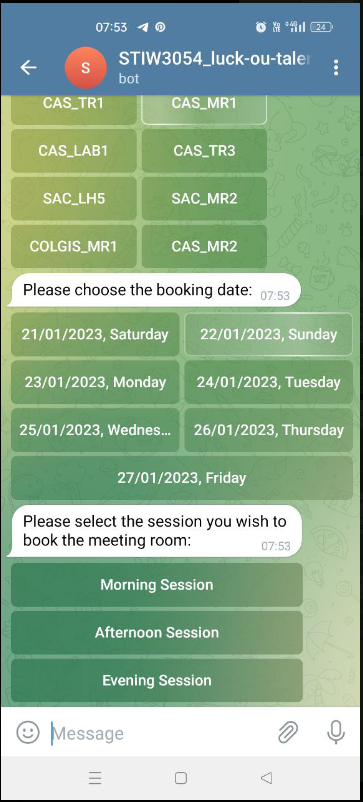 07:53
24
STIW3054_luck-ou-taler
S
bot
CAS_TR1 CAS_MR1
CAS_LAB1 CAS_TR3
SAC_LH5 SAC_MR2
COLGIS_MR1 CAS_MR2
Please choose the booking date: 07:53
21/01/2023, Saturday 22/01/2023, Sunday
23/01/2023, Monday 24/01/2023, Tuesday
25/01/2023, Wednes... 26/01/2023, Thursday
27/01/2023, Friday
Please select the session you wish to
book the meeting room: 07:53
Morning Session
Afternoon Session
Evening Session
Message